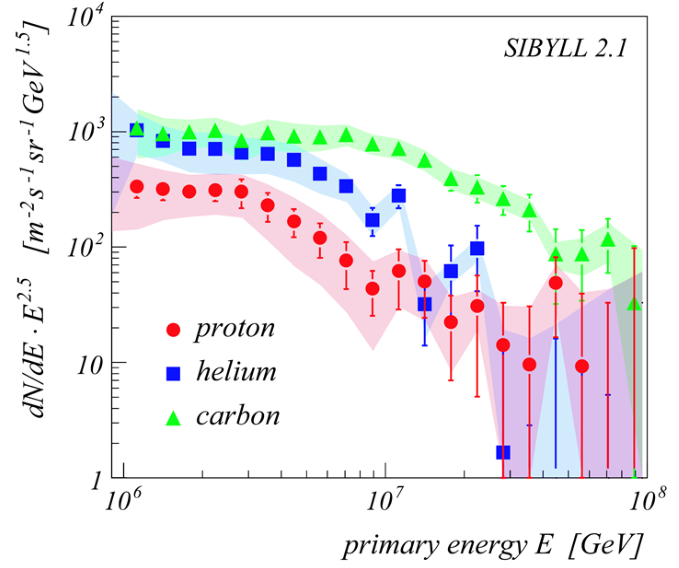 10^4
SIBYLL 2.1
10^3
10^2
10
1
dN/dE · E^2.5 [m^-2 s^-1 sr^-1 GeV^1.5]
proton
helium
carbon
10^6 10^7 10^8
primary energy E [GeV]